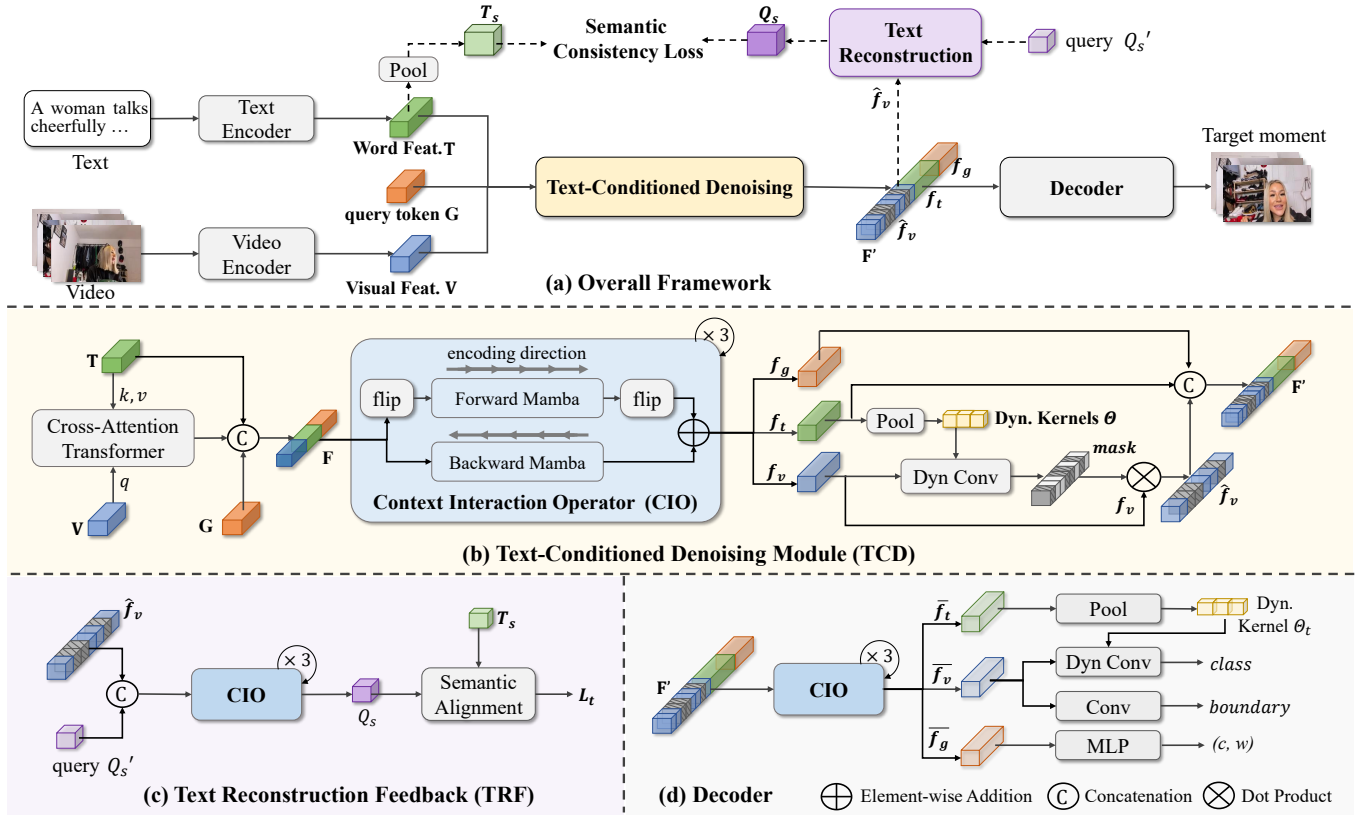 T_s
Q_s
Semantic
Consistency Loss
Text
Reconstruction
query Q_s'
Pool
f̂_v
A woman talks
cheerfully …
Text
Text
Encoder
Word Feat. T
Target moment
query token G
Text-Conditioned Denoising
f_g
f_t
f̂_v
F'
Decoder
Video
Video
Encoder
Visual Feat. V
(a) Overall Framework
T
k, v
Cross-Attention
Transformer
q
V
G
C
F
× 3
encoding direction
flip
Forward Mamba
flip
Backward Mamba
Context Interaction Operator (CIO)
f_g
f_t
f_v
Pool
Dyn. Kernels Θ
Dyn Conv
mask
f_v
f̂_v
C
F'
(b) Text-Conditioned Denoising Module (TCD)
f̂_v
C
query Q_s'
CIO
× 3
Q_s
T_s
Semantic
Alignment
L_t
(c) Text Reconstruction Feedback (TRF)
F'
CIO
× 3
f̅_t
f̅_v
f̅_g
Pool
Dyn.
Kernel Θ_t
Dyn Conv
class
Conv
boundary
MLP
(c, w)
(d) Decoder
Element-wise Addition
C Concatenation
Dot Product